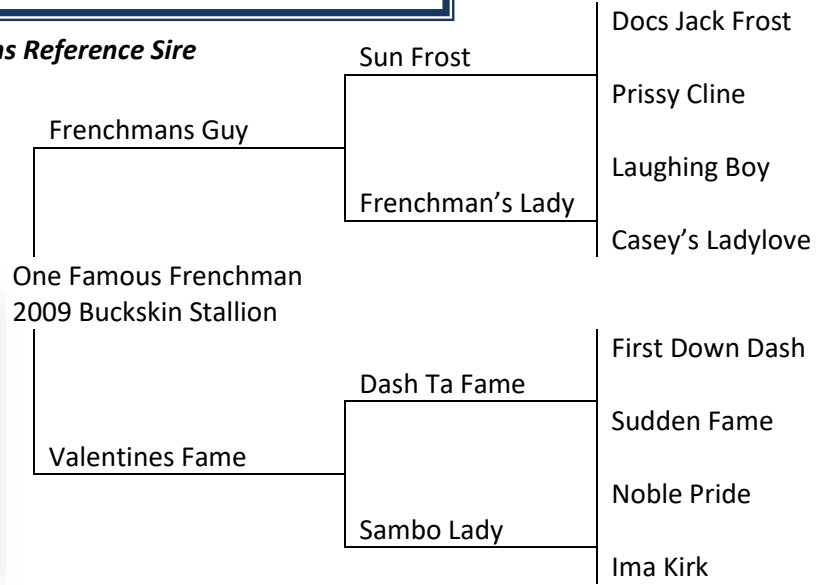 Reference Sire
Docs Jack Frost
Sun Frost
Prissy Cline
Frenchmans Guy
Laughing Boy
Frenchman’s Lady
Casey’s Ladylove
One Famous Frenchman
2009 Buckskin Stallion
First Down Dash
Dash Ta Fame
Sudden Fame
Valentines Fame
Noble Pride
Sambo Lady
Ima Kirk